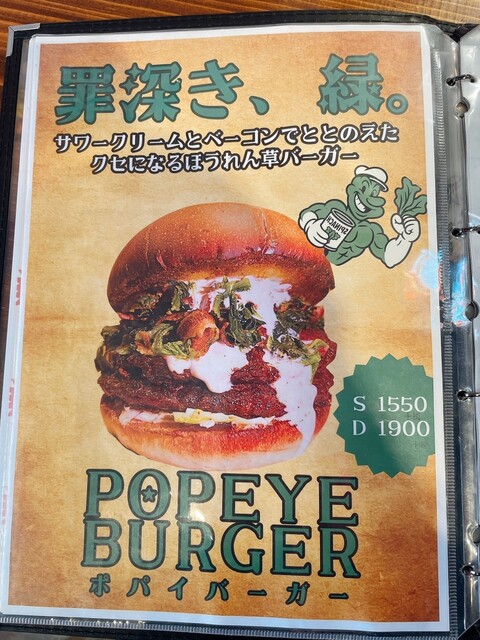 罪深き、緑。
サワークリームとベーコンでととのえた
クセになるほうれん草バーガー
S 1550
D 1900
POPEYE
BURGER
ポパイバーガー